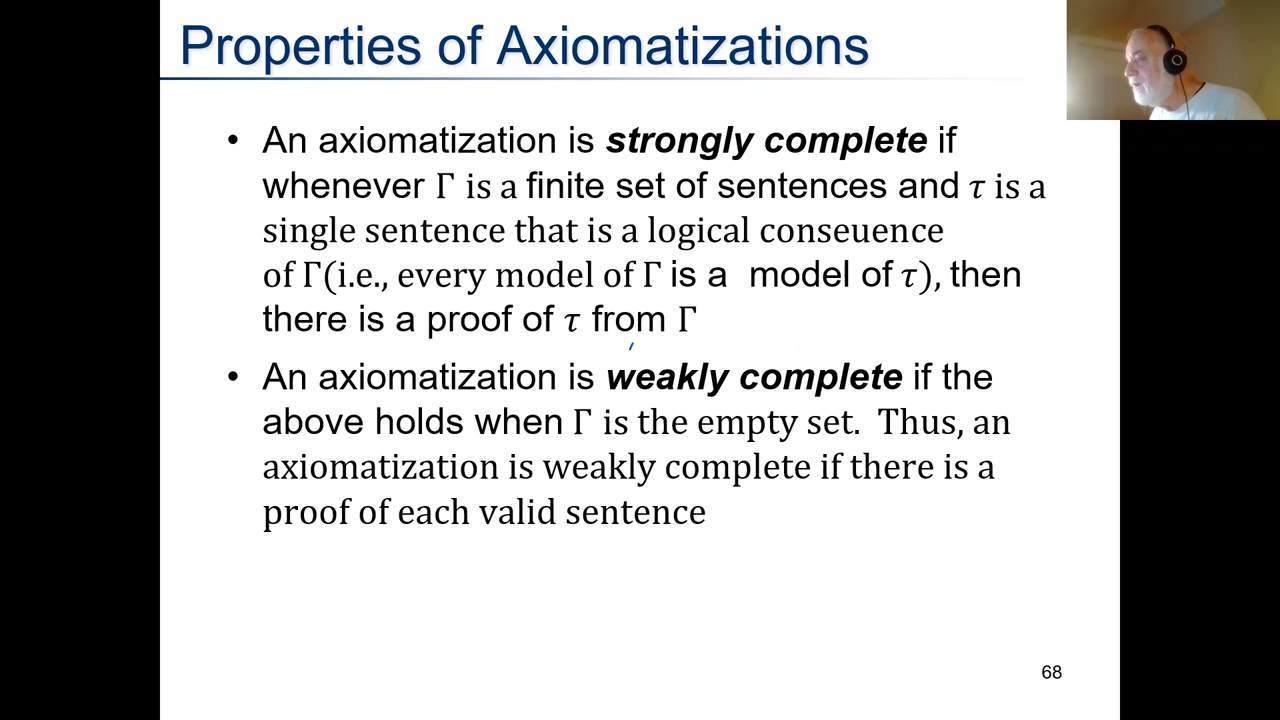 Properties of Axiomatizations
• An axiomatization is strongly complete if
whenever Γ is a finite set of sentences and τ is a
single sentence that is a logical conseuence
of Γ(i.e., every model of Γ is a model of τ), then
there is a proof of τ from Γ
• An axiomatization is weakly complete if the
above holds when Γ is the empty set. Thus, an
axiomatization is weakly complete if there is a
proof of each valid sentence
68